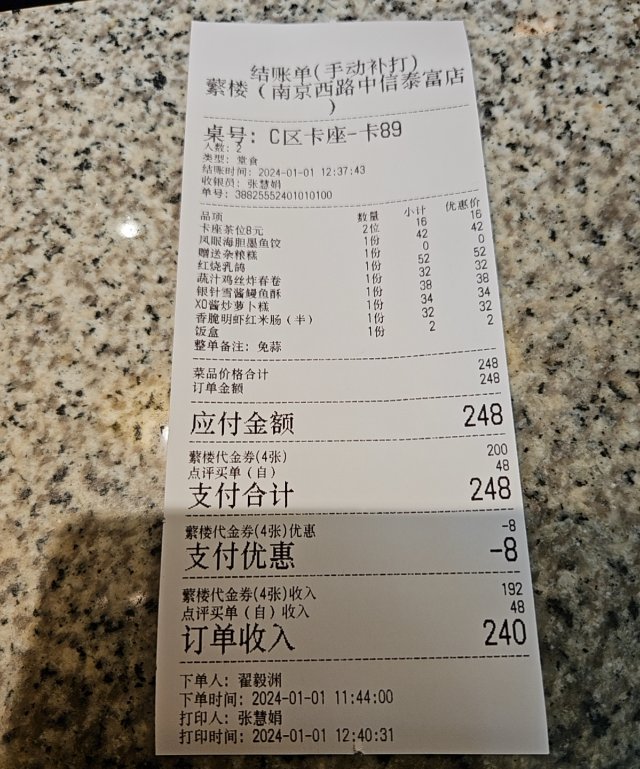 结账单(手动补打)
蘩楼（南京西路中信泰富店
）
桌号: C区卡座-卡89
人数: 2
类型: 堂食
结账时间: 2024-01-01 12:37:43
收银员: 张慧娟
单号: 38625552401010100
品项 数量 小计 优惠价
卡座茶位8元 2位 16 16
凤眼海胆墨鱼饺 1份 42 42
赠送杂粮糕 1份 0 0
红烧乳鸽 1份 52 52
蔬汁鸡丝炸春卷 1份 32 32
银针雪酱鳗鱼酥 1份 38 38
XO酱炒萝卜糕 1份 34 34
香脆明虾红米肠（半） 1份 32 32
饭盒 1份 2 2
整单备注: 免蒜
菜品价格合计 248
订单金额 248
应付金额 248
蘩楼代金券(4张) 200
点评买单（自） 48
支付合计 248
蘩楼代金券(4张)优惠 -8
支付优惠 -8
蘩楼代金券(4张)收入 192
点评买单（自）收入 48
订单收入 240
下单人: 翟毅渊
下单时间: 2024-01-01 11:44:00
打印人: 张慧娟
打印时间: 2024-01-01 12:40:31